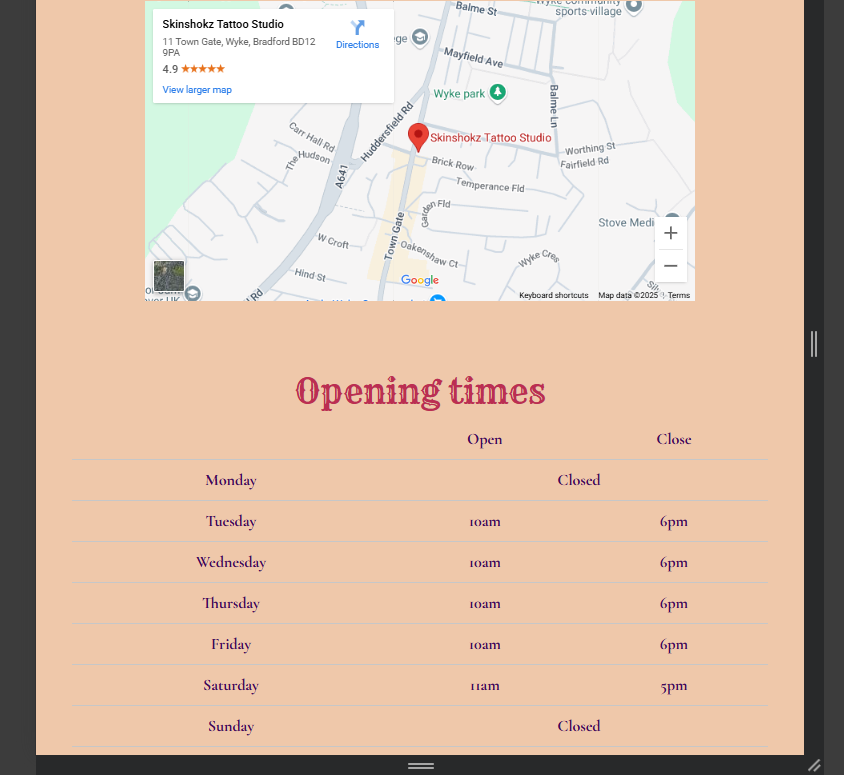 Balme St
Wyke Community
sports village
Skinshokz Tattoo Studio
11 Town Gate, Wyke, Bradford BD12
9PA
Directions
4.9
View larger map
Mayfield Ave
Wyke park
Balme Ln
Huddersfield Rd
Skinshokz Tattoo Studio
Carr Hall Rd
The Hudson
A641
Worthing St
Fairfield Rd
Brick Row
Temperance Fld
Garden Fld
Stove Medi
Town Gate
W Croft
Oakenshaw Ct
Wyke Cres
Hind St
Google
Rd
Keyboard shortcuts
Map data ©2025
Terms
Opening times
Open Close
Monday Closed
Tuesday 10am 6pm
Wednesday 10am 6pm
Thursday 10am 6pm
Friday 10am 6pm
Saturday 11am 5pm
Sunday Closed